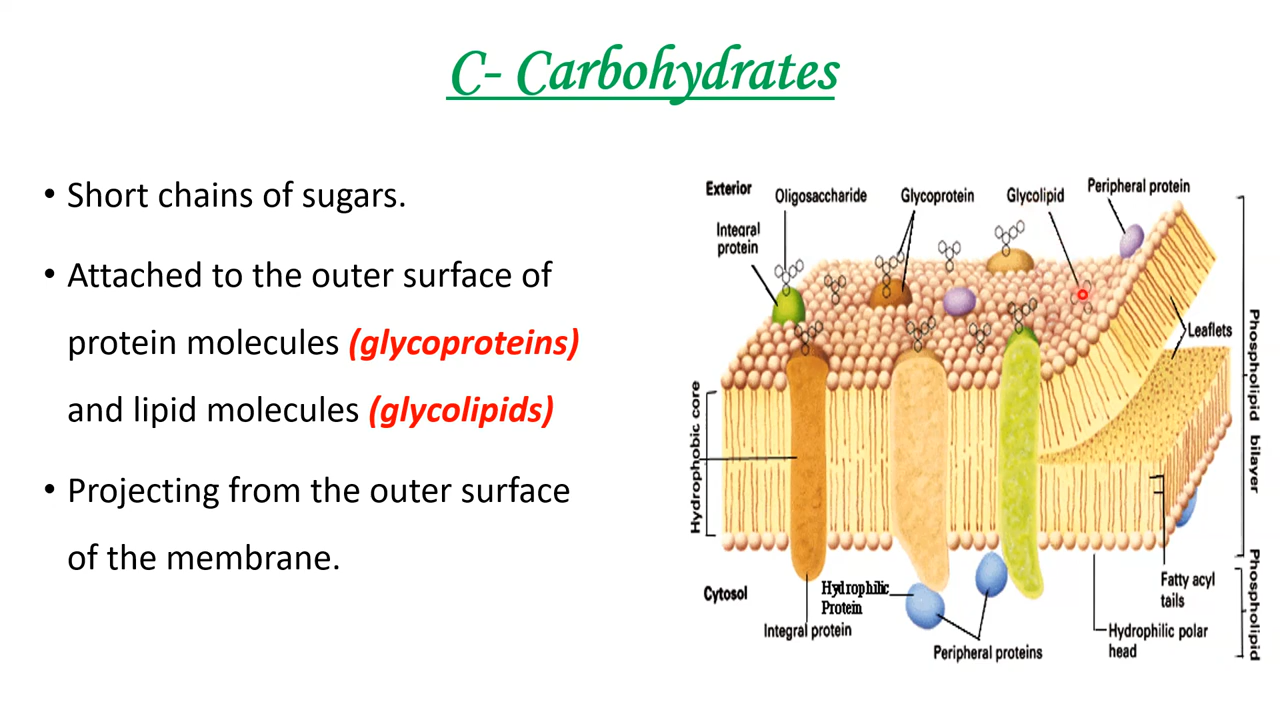 C- Carbohydrates
• Short chains of sugars.
• Attached to the outer surface of
protein molecules (glycoproteins)
and lipid molecules (glycolipids)
• Projecting from the outer surface
of the membrane.
Exterior
Oligosaccharide
Glycoprotein
Glycolipid
Peripheral protein
Integral
protein
Leaflets
Hydrophobic core
Phospholipid bilayer
Cytosol
Hydrophilic
Protein
Integral protein
Peripheral proteins
Fatty acyl
tails
Hydrophilic polar
head
Phospholipid